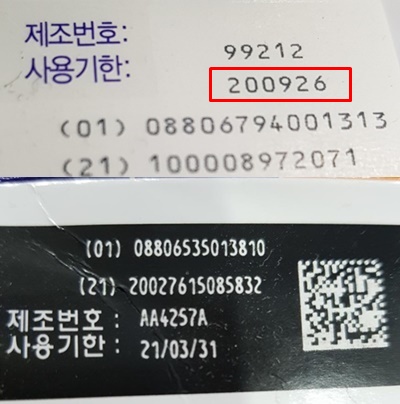 제조번호: 99212
사용기한: 200926
(01) 08806794001313
(21) 100008972071
(01) 08806535013810
(21) 20027615085832
제조번호 : AA4257A
사용기한 : 21/03/31